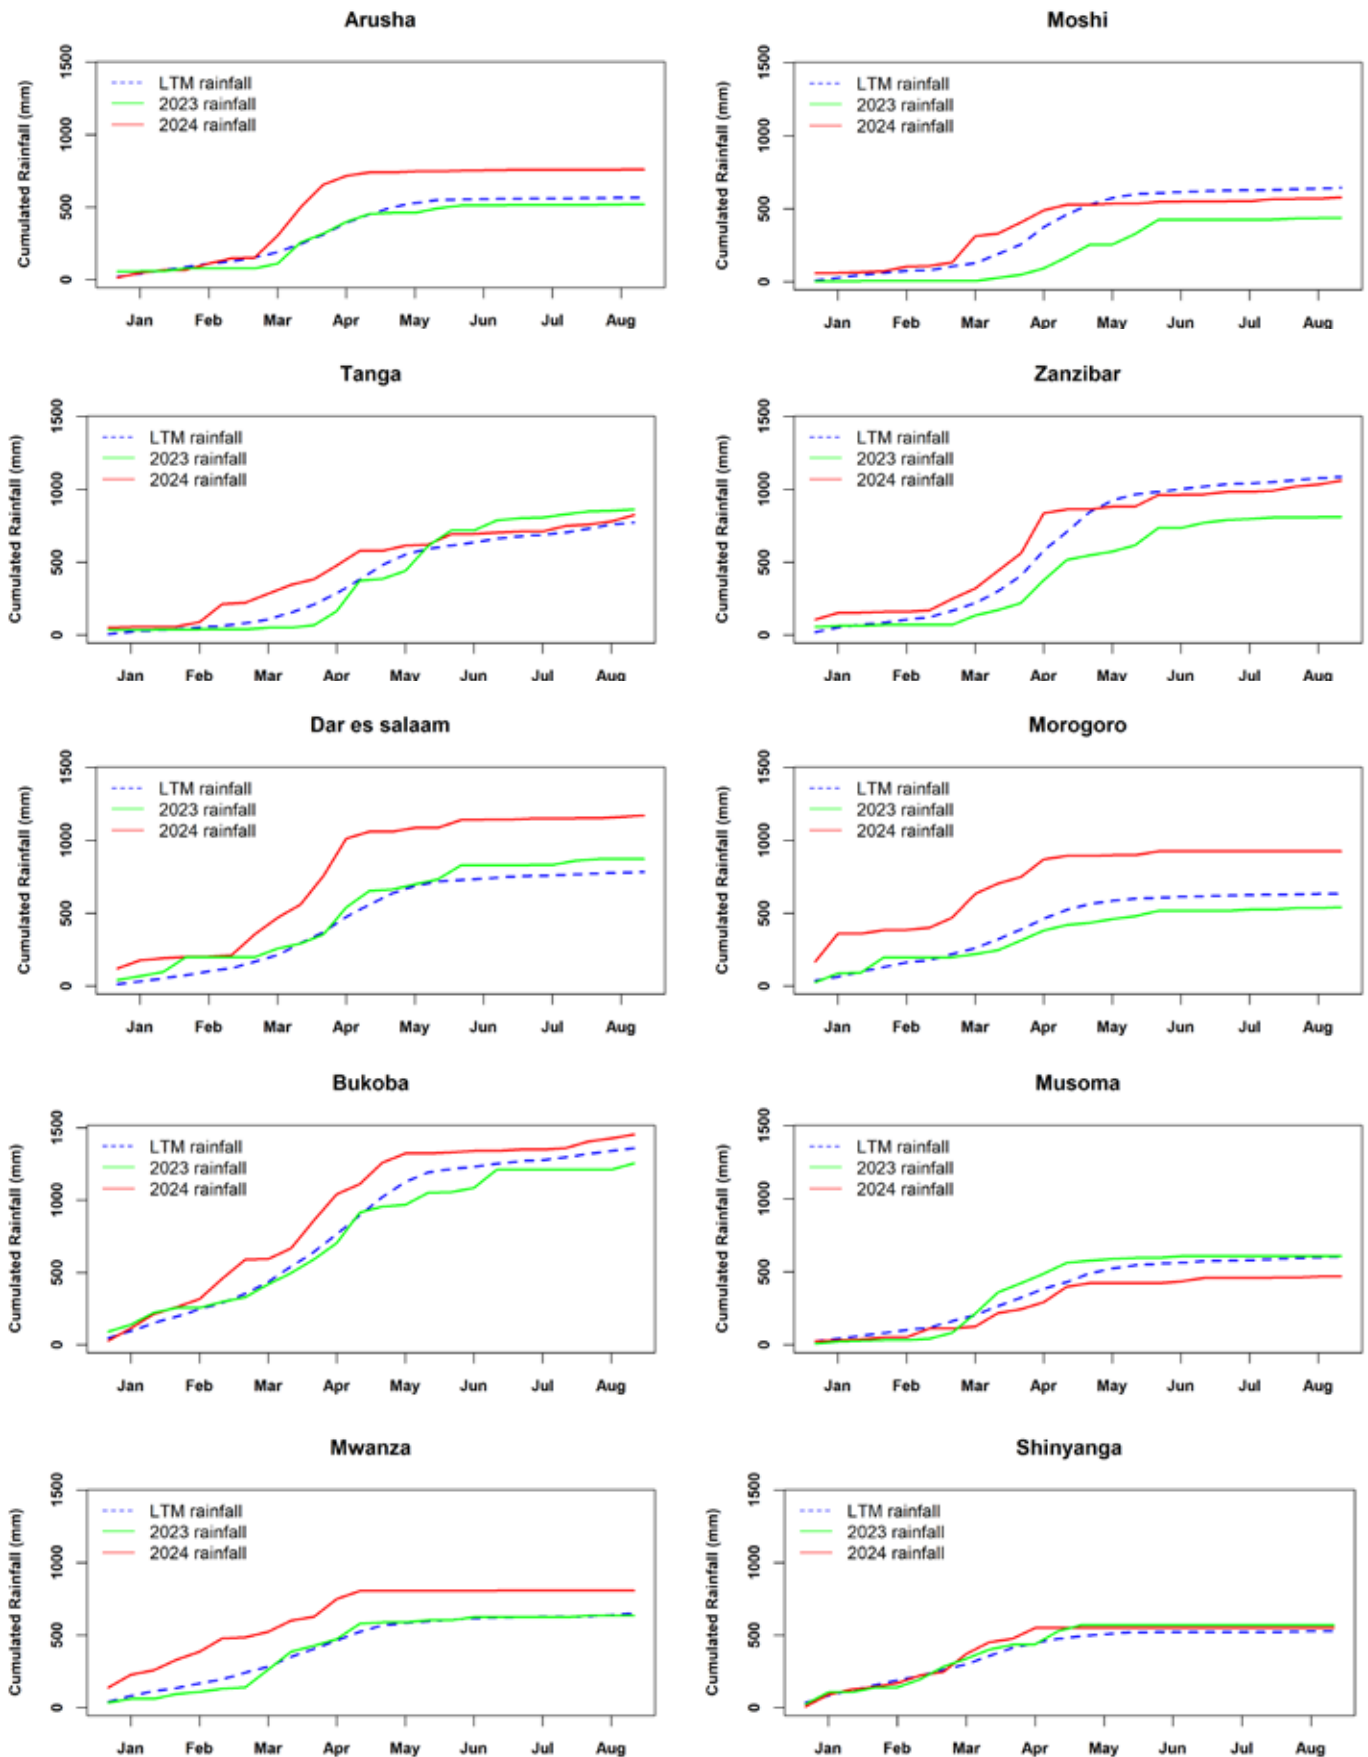 Arusha
Cumulated Rainfall (mm)
1500
1000
500
0
LTM rainfall
2023 rainfall
2024 rainfall
Jan Feb Mar Apr May Jun Jul Aug
Moshi
Cumulated Rainfall (mm)
1500
1000
500
0
LTM rainfall
2023 rainfall
2024 rainfall
Jan Feb Mar Apr May Jun Jul Aug
Tanga
Cumulated Rainfall (mm)
1500
1000
500
0
LTM rainfall
2023 rainfall
2024 rainfall
Jan Feb Mar Apr May Jun Jul Aug
Zanzibar
Cumulated Rainfall (mm)
1500
1000
500
0
LTM rainfall
2023 rainfall
2024 rainfall
Jan Feb Mar Apr May Jun Jul Aug
Dar es salaam
Cumulated Rainfall (mm)
1500
1000
500
0
LTM rainfall
2023 rainfall
2024 rainfall
Jan Feb Mar Apr May Jun Jul Aug
Morogoro
Cumulated Rainfall (mm)
1500
1000
500
0
LTM rainfall
2023 rainfall
2024 rainfall
Jan Feb Mar Apr May Jun Jul Aug
Bukoba
Cumulated Rainfall (mm)
1500
1000
500
0
LTM rainfall
2023 rainfall
2024 rainfall
Jan Feb Mar Apr May Jun Jul Aug
Musoma
Cumulated Rainfall (mm)
1500
1000
500
0
LTM rainfall
2023 rainfall
2024 rainfall
Jan Feb Mar Apr May Jun Jul Aug
Mwanza
Cumulated Rainfall (mm)
1500
1000
500
0
LTM rainfall
2023 rainfall
2024 rainfall
Jan Feb Mar Apr May Jun Jul Aug
Shinyanga
Cumulated Rainfall (mm)
1500
1000
500
0
LTM rainfall
2023 rainfall
2024 rainfall
Jan Feb Mar Apr May Jun Jul Aug